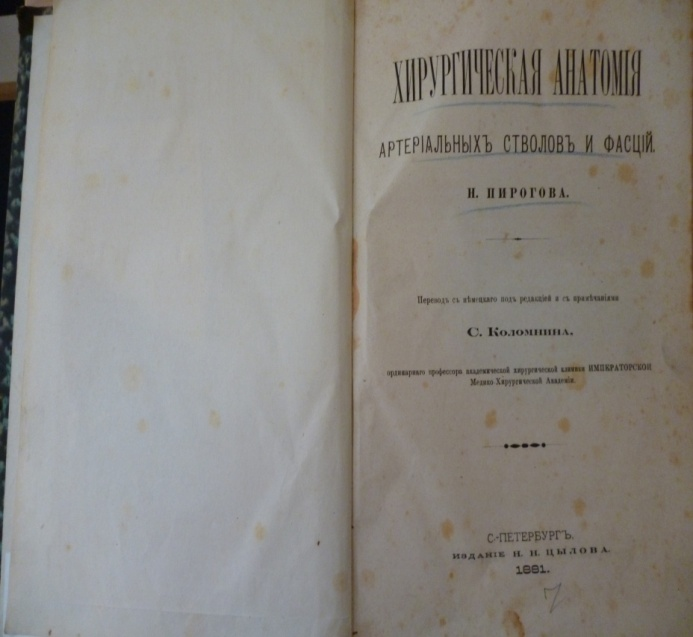 ХИРУРГИЧЕСКАЯ АНАТОМІЯ
АРТЕРІАЛЬНЫХЪ СТВОЛОВЪ И ФАСЦІЙ.
Н. ПИРОГОВА.
Переводъ съ нѣмецкаго подъ редакціей и съ примѣчаніями
С. Коломнина,
ординарнаго профессора академической хирургической клиники ИМПЕРАТОРСКОЙ
Медико-Хирургической Академіи.
С.-ПЕТЕРБУРГЪ.
ИЗДАНІЕ Н. Н. ЦЫЛОВА.
1881.
7